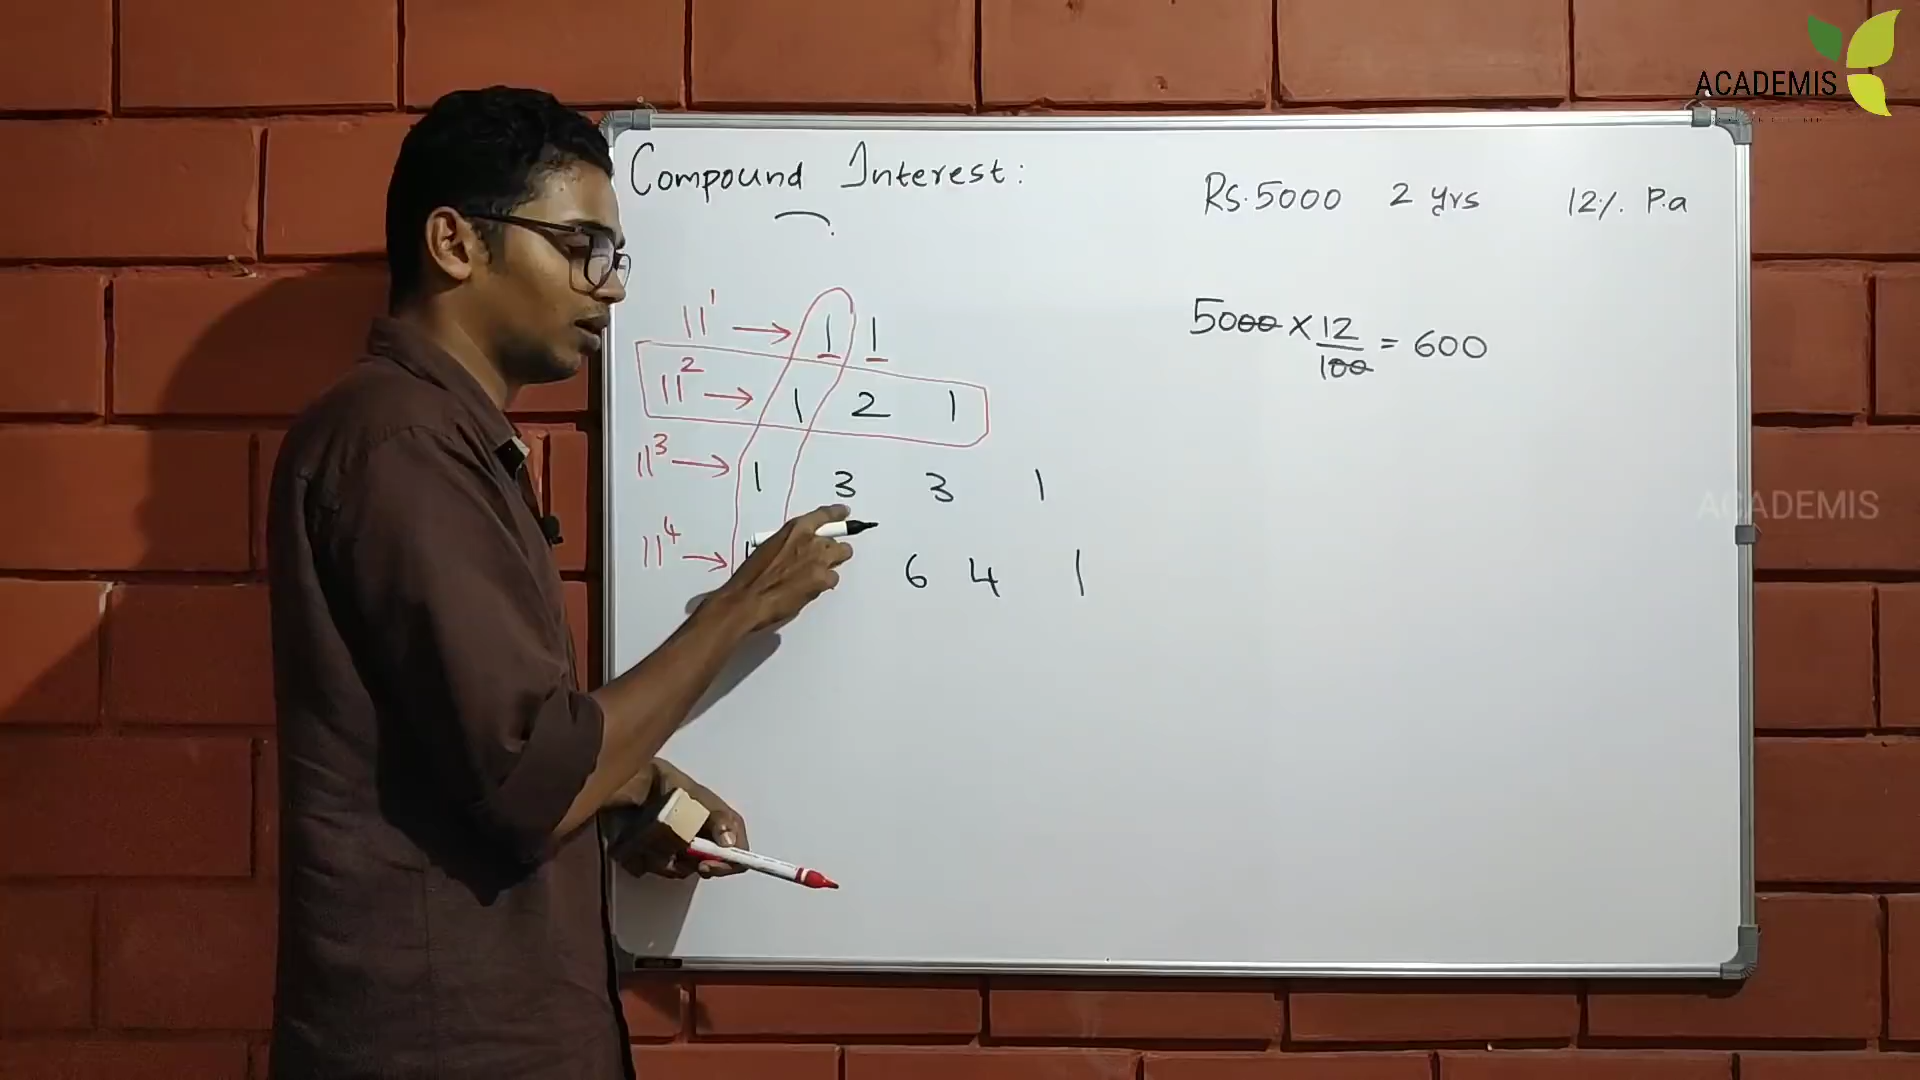 ACADEMIS
Compound Interest:
Rs.5000 2 yrs 12%. P.a
11¹ → 1 1
5000 × 12/100 = 600
11² → 1 2 1
11³ → 1 3 3 1
ACADEMIS
11⁴ → 1 6 4 1